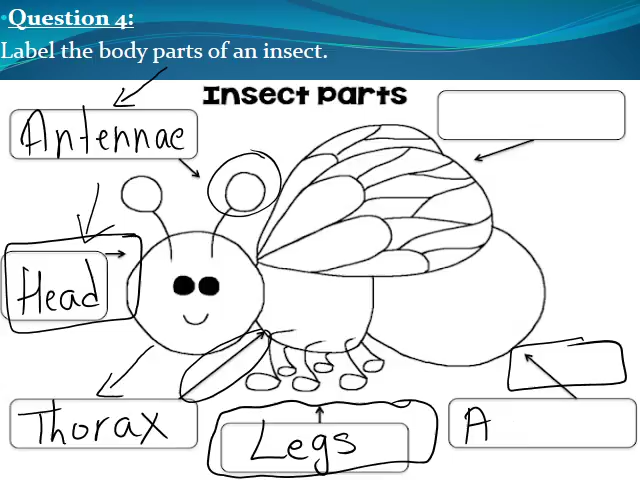 •Question 4:
Label the body parts of an insect.
Insect Parts
Antennae
Head
Thorax
Legs
A